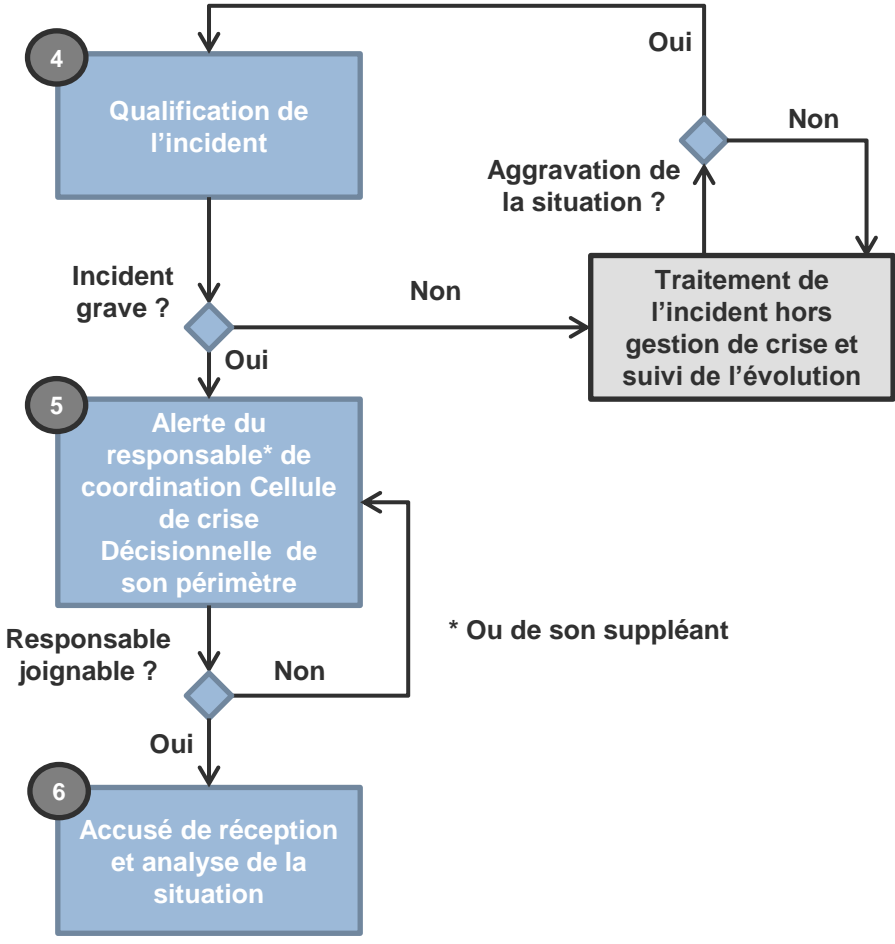 4
Qualification de
l’incident
Oui
Non
Aggravation de
la situation ?
Incident
grave ?
Non
Traitement de
l’incident hors
gestion de crise et
suivi de l’évolution
Oui
5
Alerte du
responsable* de
coordination Cellule
de crise
Décisionnelle de
son périmètre
* Ou de son suppléant
Responsable
joignable ?
Non
Oui
6
Accusé de réception
et analyse de la
situation